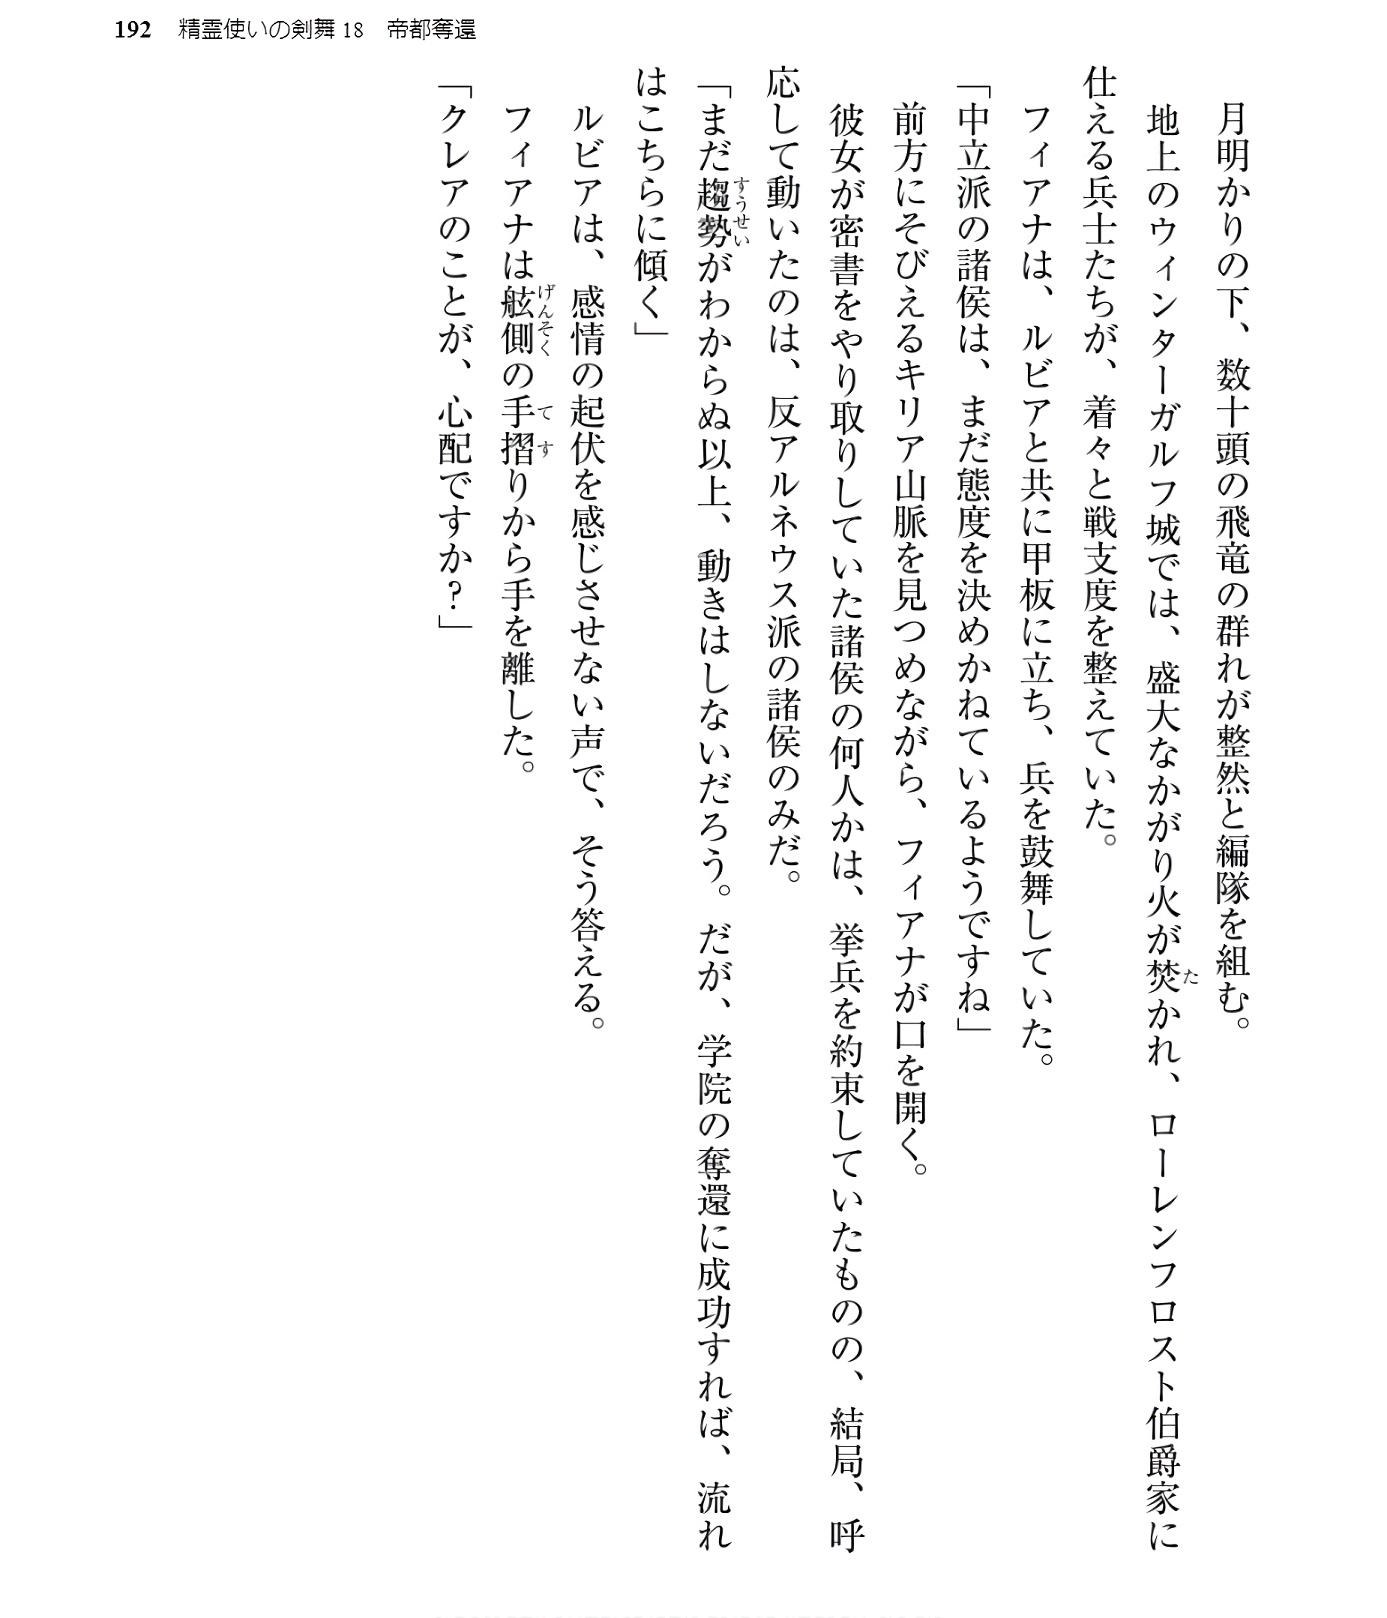 192 精霊使いの剣舞18 帝都奪還
月明かりの下、数十頭の飛竜の群れが整然と編隊を組む。
地上のウィンターガルフ城では、盛大なかがり火が焚かれ、ローレンフロスト伯爵家に
仕える兵士たちが、着々と戦支度を整えていた。
フィアナは、ルビアと共に甲板に立ち、兵を鼓舞していた。
「中立派の諸侯は、まだ態度を決めかねているようですね」
前方にそびえるキリア山脈を見つめながら、フィアナが口を開く。
彼女が密書をやり取りしていた諸侯の何人かは、挙兵を約束していたものの、結局、呼
応して動いたのは、反アルネウス派の諸侯のみだ。
「まだ趨勢がわからぬ以上、動きはしないだろう。だが、学院の奪還に成功すれば、流れ
はこちらに傾く」
ルビアは、感情の起伏を感じさせない声で、そう答える。
フィアナは舷側の手摺りから手を離した。
「クレアのことが、心配ですか?」